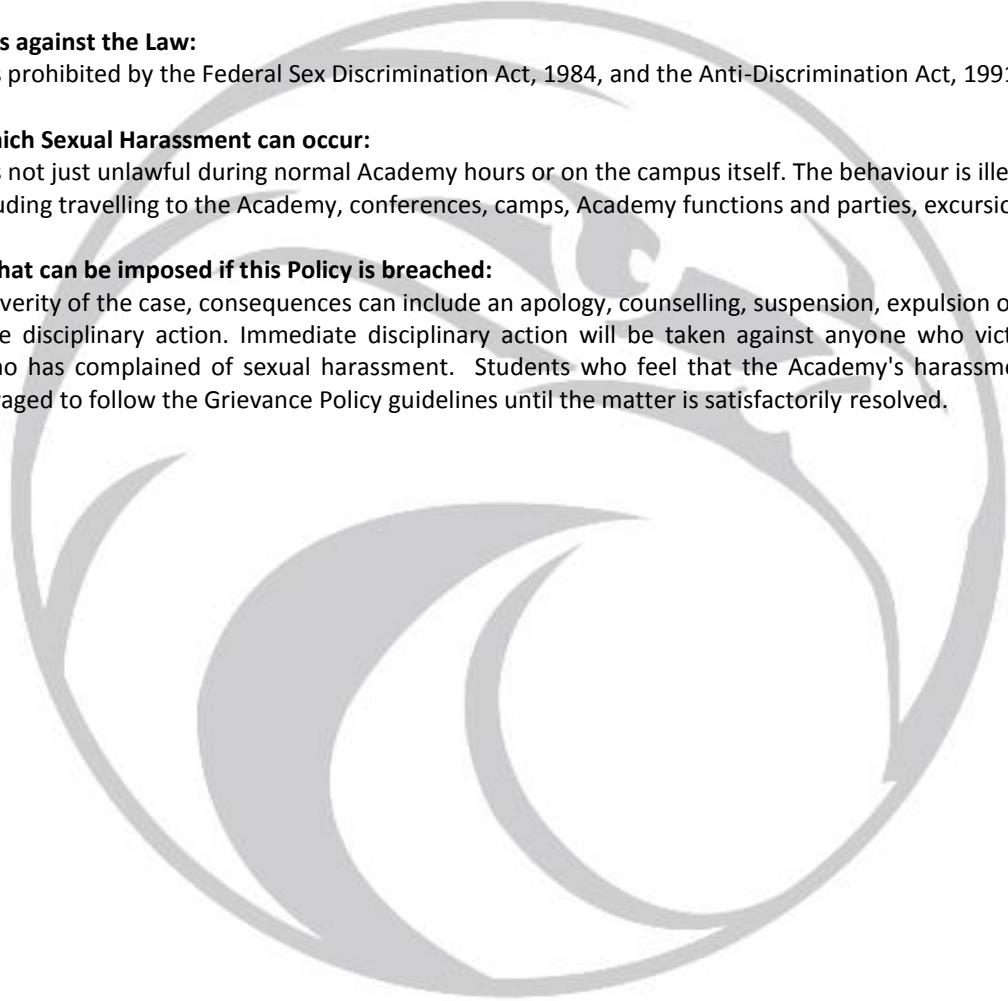 s against the Law:
s prohibited by the Federal Sex Discrimination Act, 1984, and the Anti-Discrimination Act, 1991
hich Sexual Harassment can occur:
s not just unlawful during normal Academy hours or on the campus itself. The behaviour is ille
uding travelling to the Academy, conferences, camps, Academy functions and parties, excursio
hat can be imposed if this Policy is breached:
verity of the case, consequences can include an apology, counselling, suspension, expulsion o
e disciplinary action. Immediate disciplinary action will be taken against anyone who vict
ho has complained of sexual harassment. Students who feel that the Academy's harassme
raged to follow the Grievance Policy guidelines until the matter is satisfactorily resolved.